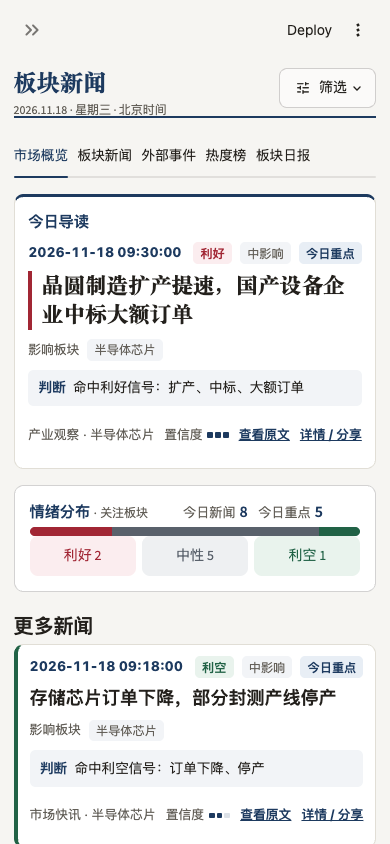 Deploy
板块新闻
筛选
2026.11.18 · 星期三 · 北京时间
市场概览 板块新闻 外部事件 热度榜 板块日报
今日导读
2026-11-18 09:30:00 利好 中影响 今日重点
晶圆制造扩产提速，国产设备企
业中标大额订单
影响板块 半导体芯片
判断 命中利好信号：扩产、中标、大额订单
产业观察 · 半导体芯片 置信度 查看原文 详情 / 分享
情绪分布 · 关注板块 今日新闻 8 今日重点 5
利好 2 中性 5 利空 1
更多新闻
2026-11-18 09:18:00 利空 中影响 今日重点
存储芯片订单下降，部分封测产线停产
影响板块 半导体芯片
判断 命中利空信号：订单下降、停产
市场快讯 · 半导体芯片 置信度 查看原文 详情 / 分享